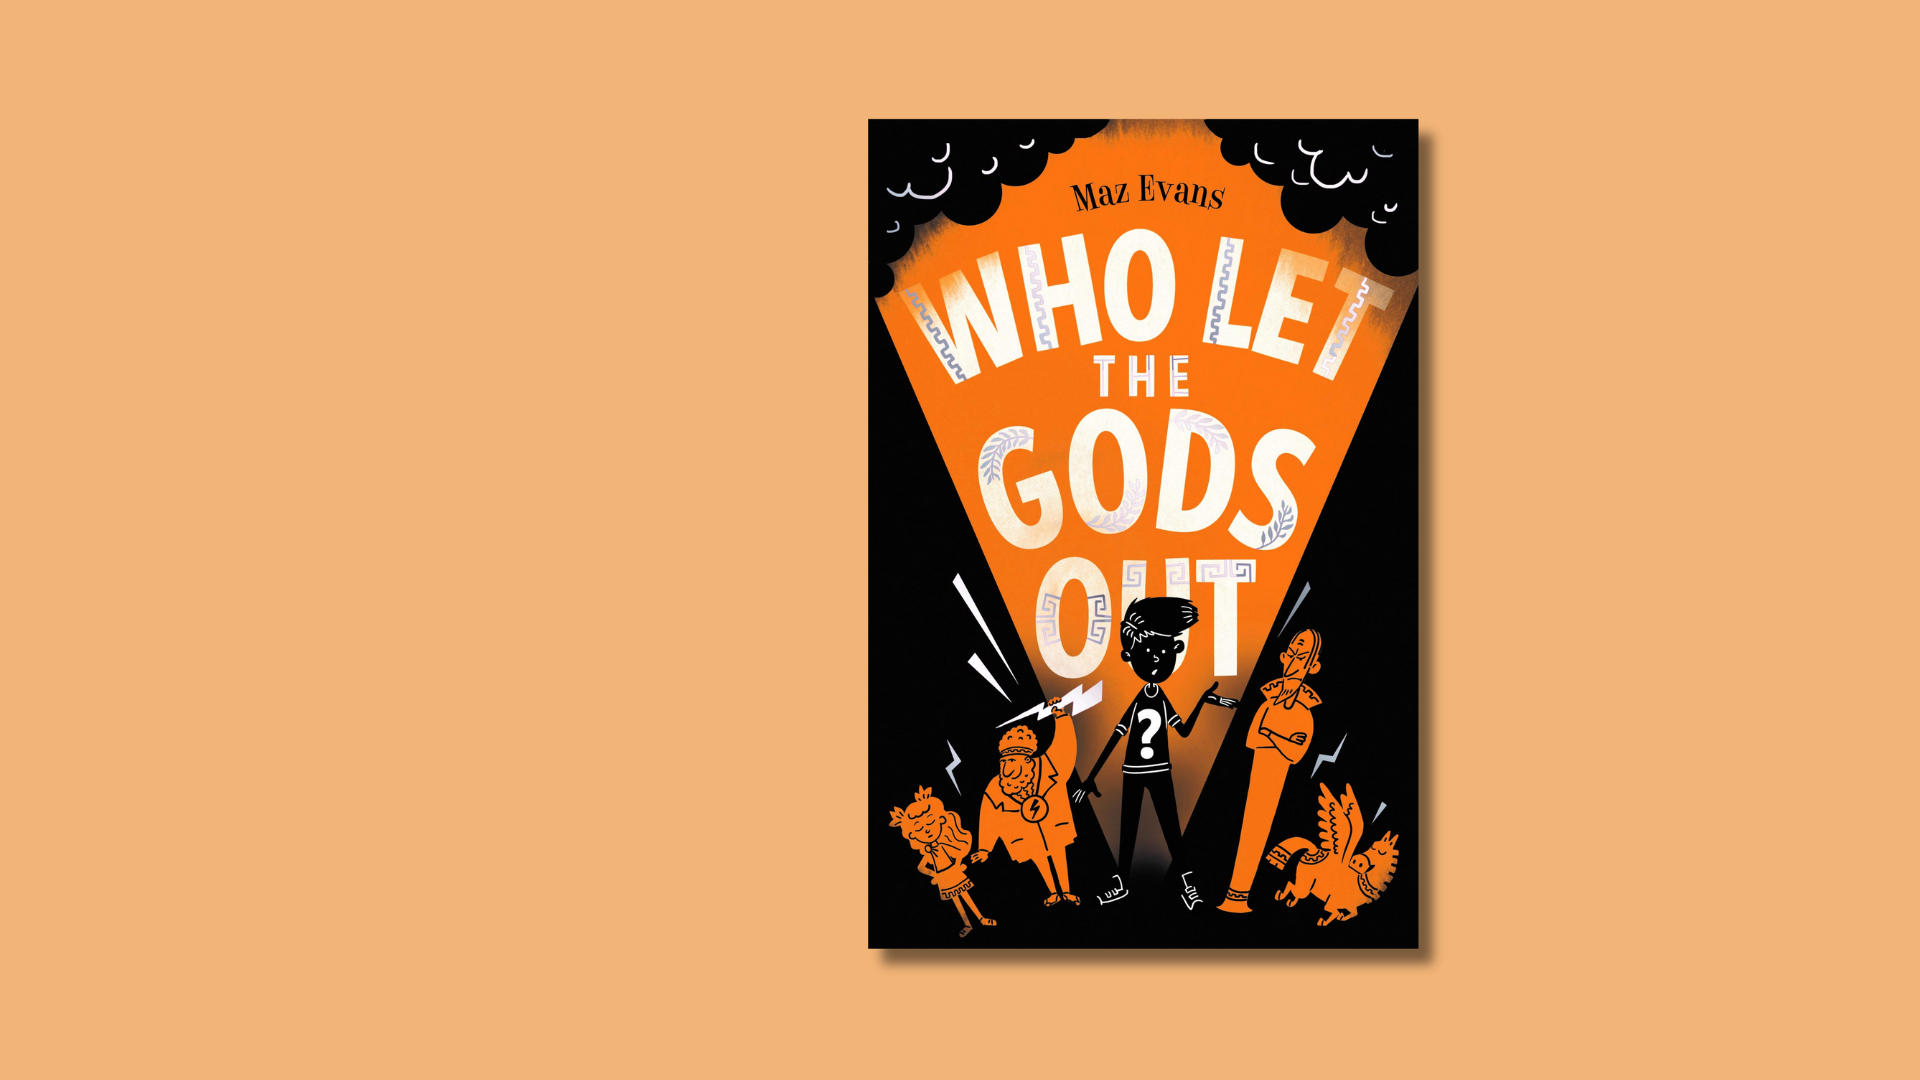 Maz Evans
WHO LET
THE
GODS
OUT
?